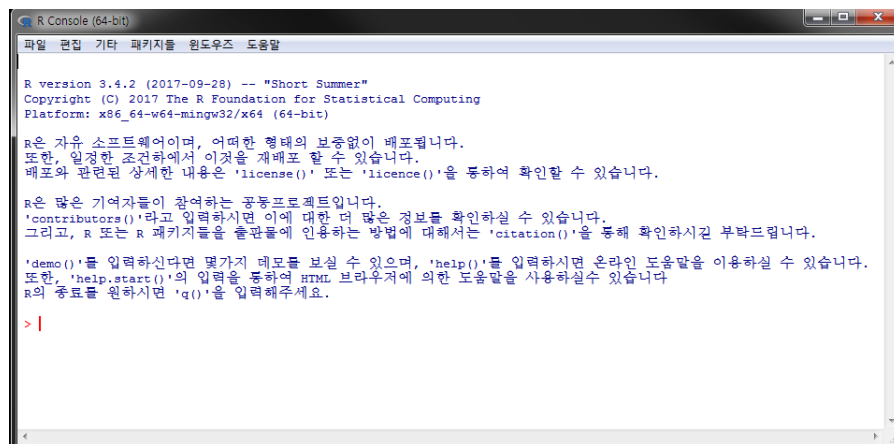 R Console (64-bit)
파일 편집 기타 패키지들 윈도우즈 도움말
R version 3.4.2 (2017-09-28) -- "Short Summer"
Copyright (C) 2017 The R Foundation for Statistical Computing
Platform: x86_64-w64-mingw32/x64 (64-bit)
R은 자유 소프트웨어이며, 어떠한 형태의 보증없이 배포됩니다.
또한, 일정한 조건하에서 이것을 재배포 할 수 있습니다.
배포와 관련된 상세한 내용은 'license()' 또는 'licence()'을 통하여 확인할 수 있습니다.
R은 많은 기여자들이 참여하는 공동프로젝트입니다.
'contributors()'라고 입력하시면 이에 대한 더 많은 정보를 확인하실 수 있습니다.
그리고, R 또는 R 패키지들을 출판물에 인용하는 방법에 대해서는 'citation()'을 통해 확인하시길 부탁드립니다.
'demo()'를 입력하신다면 몇가지 데모를 보실 수 있으며, 'help()'를 입력하시면 온라인 도움말을 이용하실 수 있습니다.
또한, 'help.start()'의 입력을 통하여 HTML 브라우저에 의한 도움말을 사용하실수 있습니다
R의 종료를 원하시면 'q()'을 입력해주세요.
>